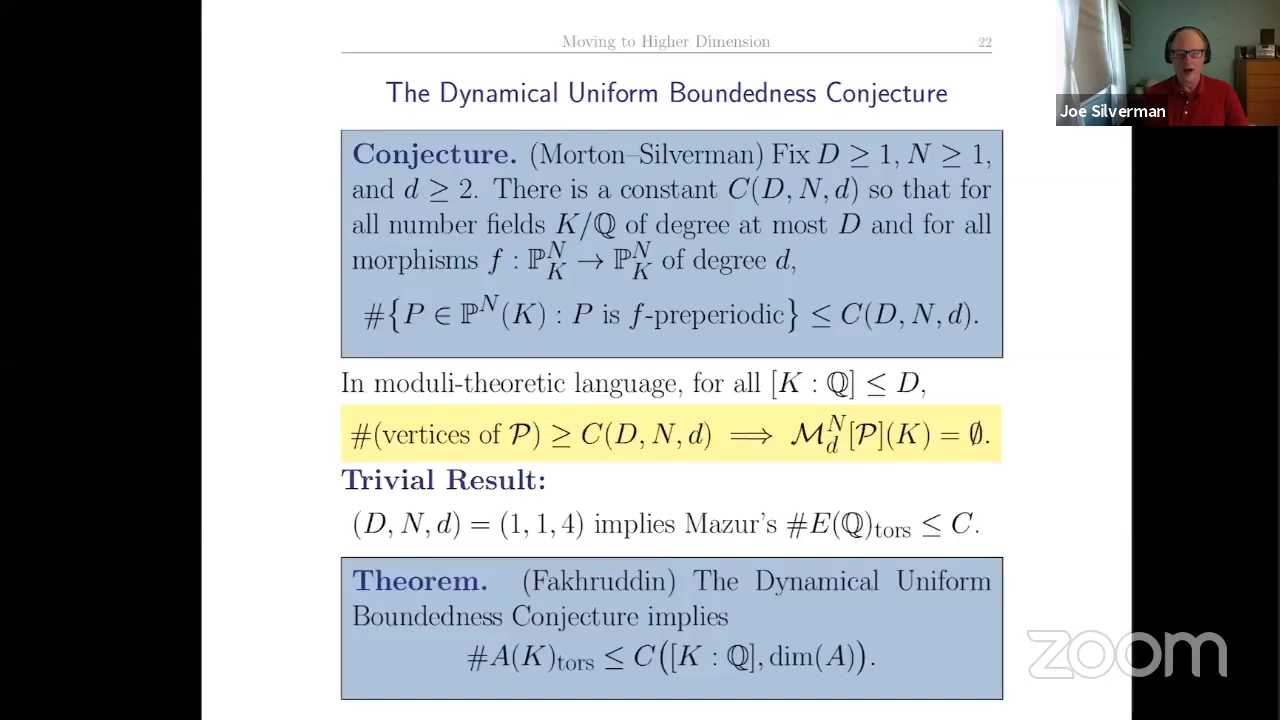 Moving to Higher Dimension 22
The Dynamical Uniform Boundedness Conjecture
Conjecture. (Morton–Silverman) Fix D ≥ 1, N ≥ 1,
and d ≥ 2. There is a constant C(D, N, d) so that for
all number fields K/ℚ of degree at most D and for all
morphisms f : ℙ^N_K → ℙ^N_K of degree d,
#{P ∈ ℙ^N(K) : P is f-preperiodic} ≤ C(D, N, d).
In moduli-theoretic language, for all [K : ℚ] ≤ D,
#(vertices of 𝒫) ≥ C(D, N, d) ⟹ ℳ^N_d[𝒫](K) = ∅.
Trivial Result:
(D, N, d) = (1, 1, 4) implies Mazur's #E(ℚ)_tors ≤ C.
Theorem. (Fakhruddin) The Dynamical Uniform
Boundedness Conjecture implies
#A(K)_tors ≤ C([K : ℚ], dim(A)).
Joe Silverman
zoom